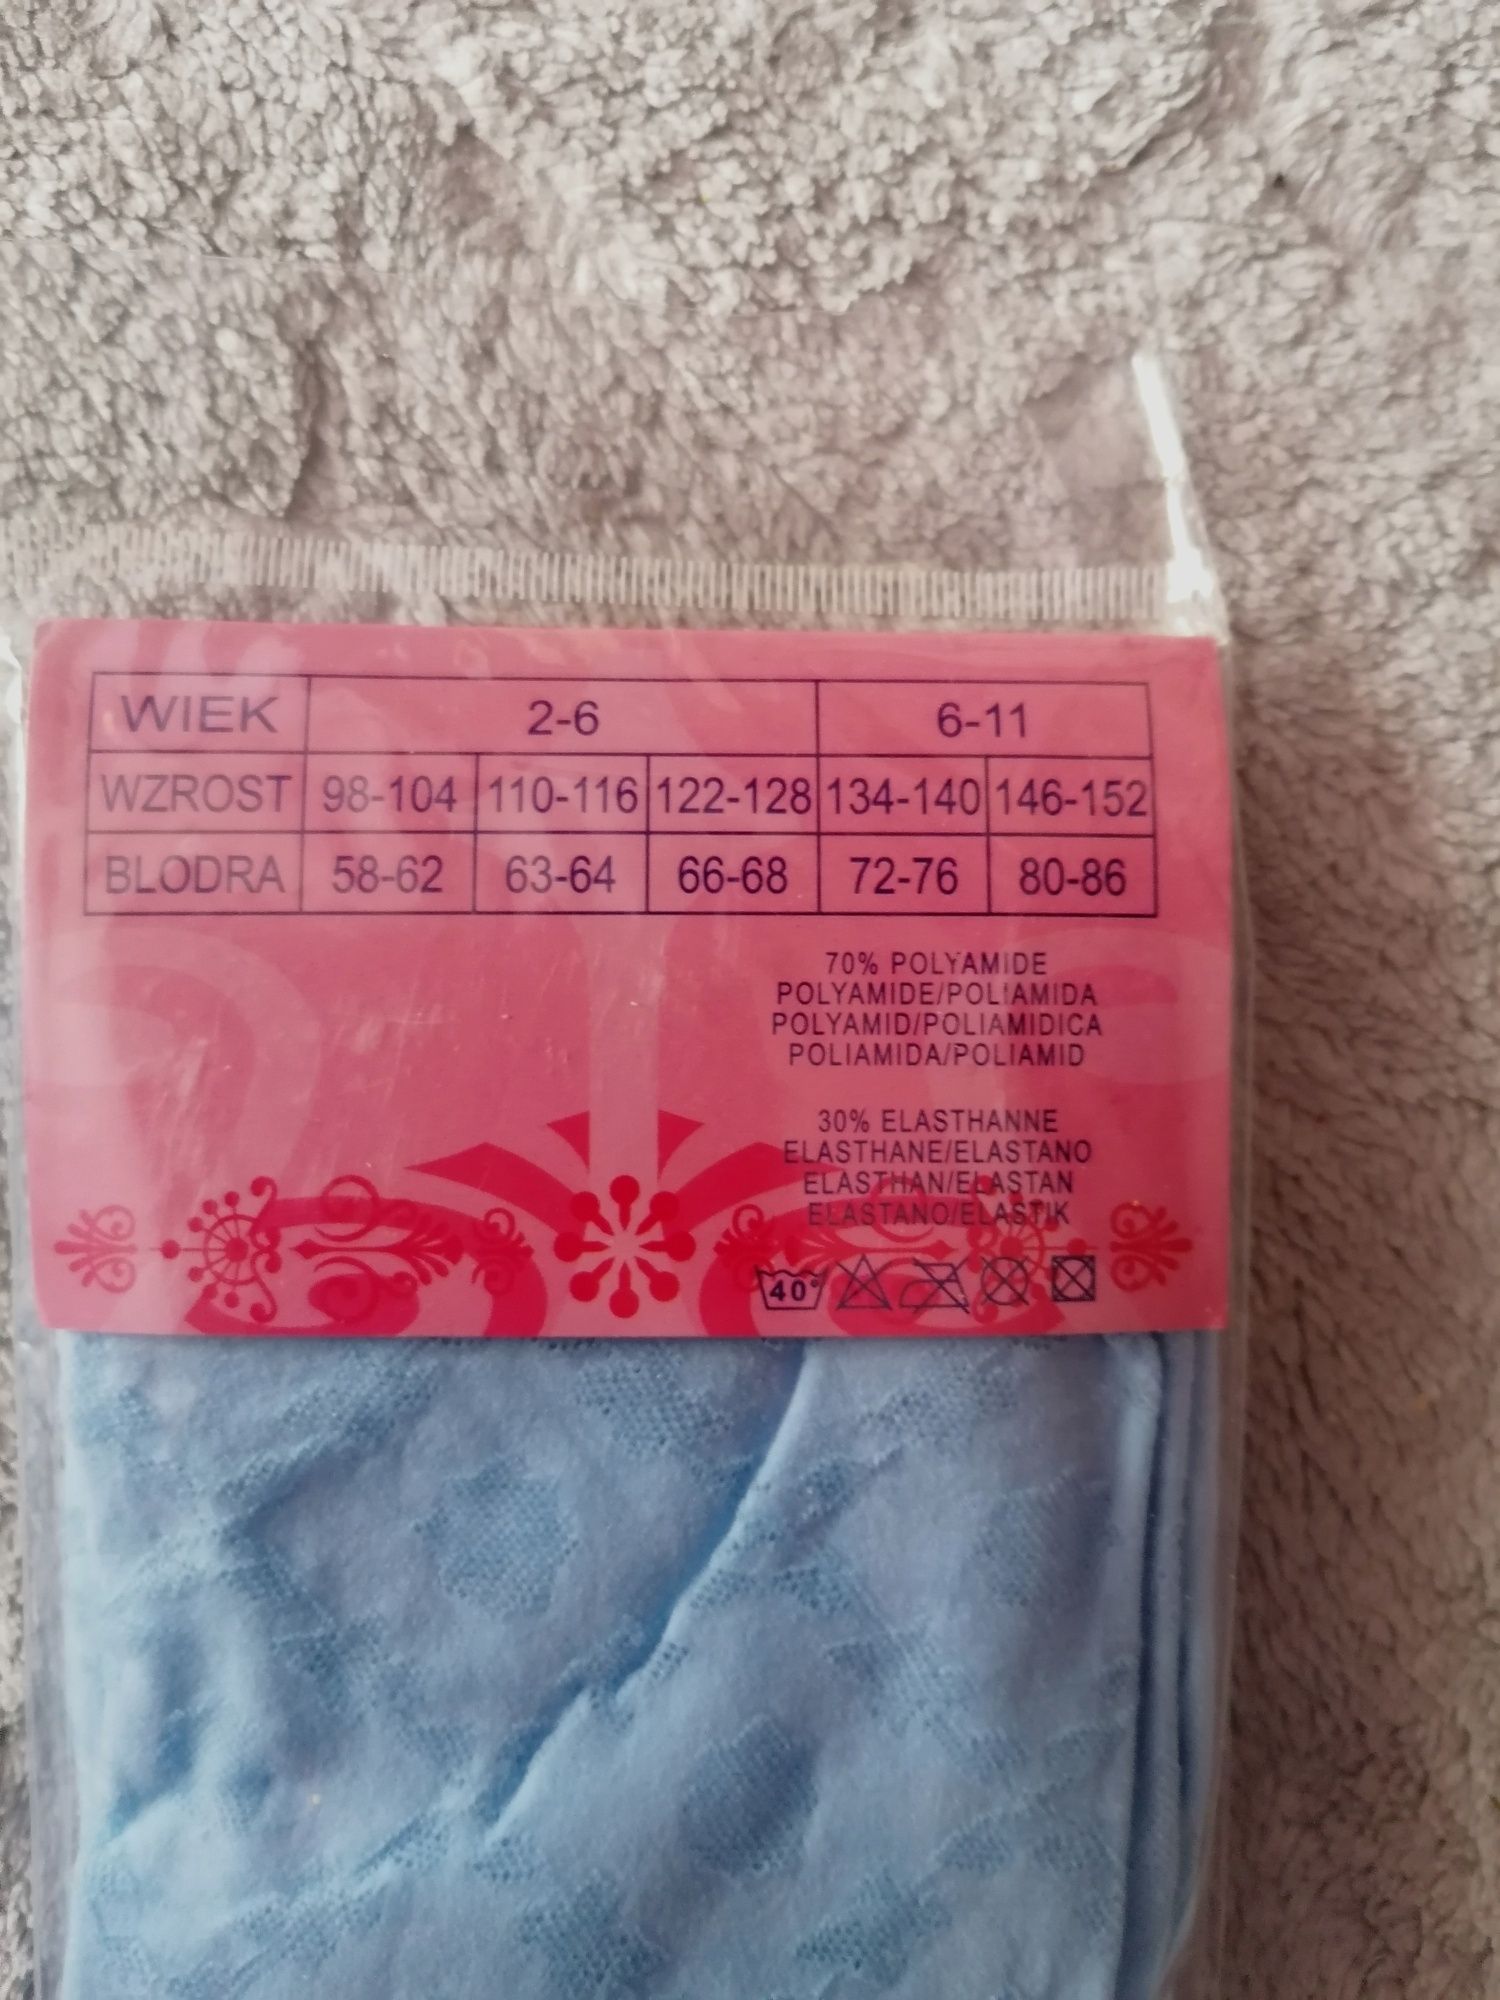 WIEK 2-6 6-11
WZROST 98-104 110-116 122-128 134-140 146-152
BLODRA 58-62 63-64 66-68 72-76 80-86
70% POLYAMIDE
POLYAMIDE/POLIAMIDA
POLYAMID/POLIAMIDICA
POLIAMIDA/POLIAMID
30% ELASTHANNE
ELASTHANE/ELASTANO
ELASTHAN/ELASTAN
ELASTANO/ELASTIK
40°